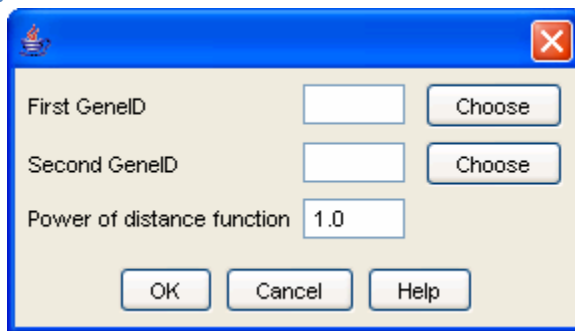 First GeneID Choose
Second GeneID Choose
Power of distance function 1.0
OK Cancel Help